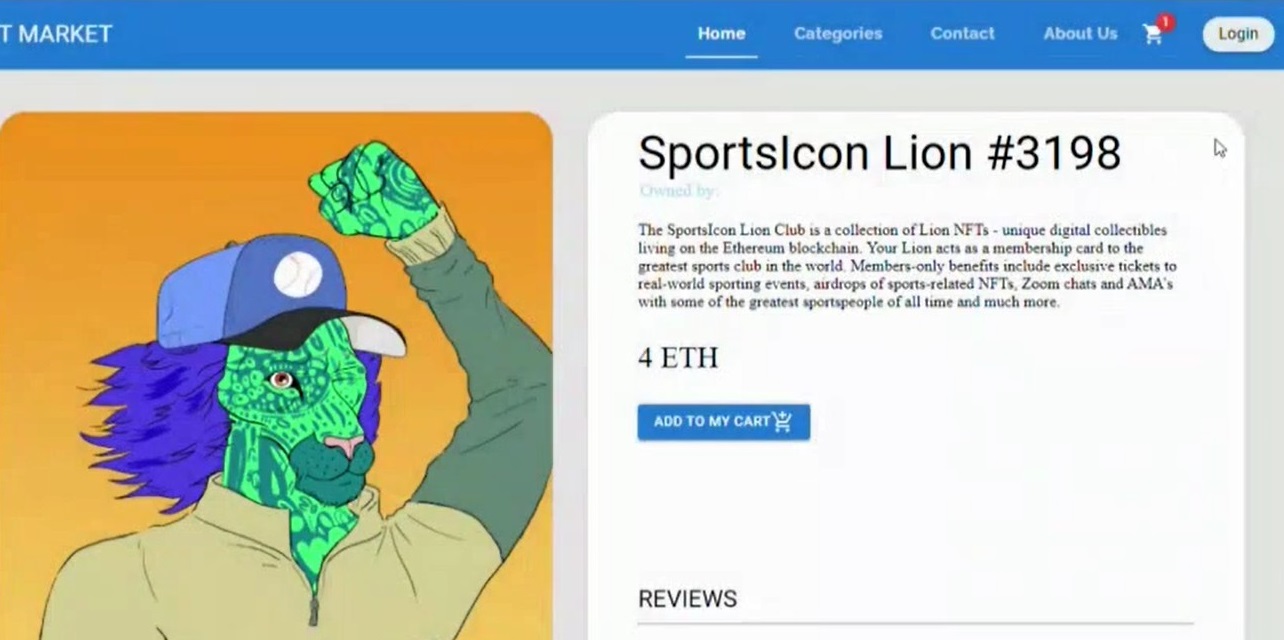 T MARKET
Home
Categories
Contact
About Us
1
Login
SportsIcon Lion #3198
Owned by:
The SportsIcon Lion Club is a collection of Lion NFTs - unique digital collectibles
living on the Ethereum blockchain. Your Lion acts as a membership card to the
greatest sports club in the world. Members-only benefits include exclusive tickets to
real-world sporting events, airdrops of sports-related NFTs, Zoom chats and AMA's
with some of the greatest sportspeople of all time and much more.
4 ETH
ADD TO MY CART
REVIEWS